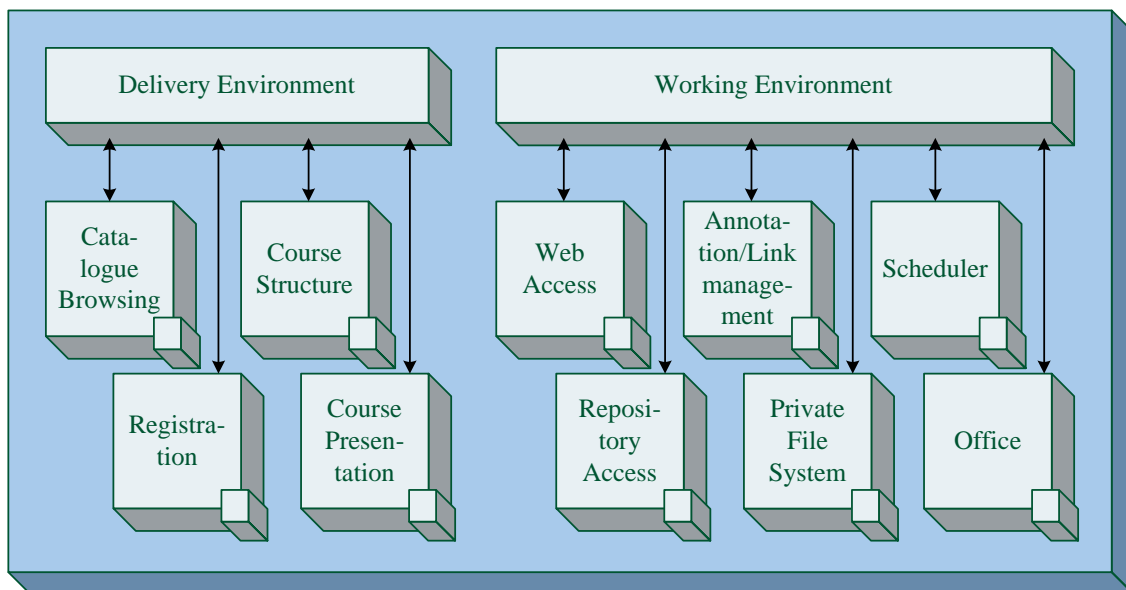 Delivery Environment
Working Environment
Cata-
logue
Browsing
Course
Structure
Web
Access
Annota-
tion/Link
manage-
ment
Scheduler
Registra-
tion
Course
Presen-
tation
Reposi-
tory
Access
Private
File
System
Office